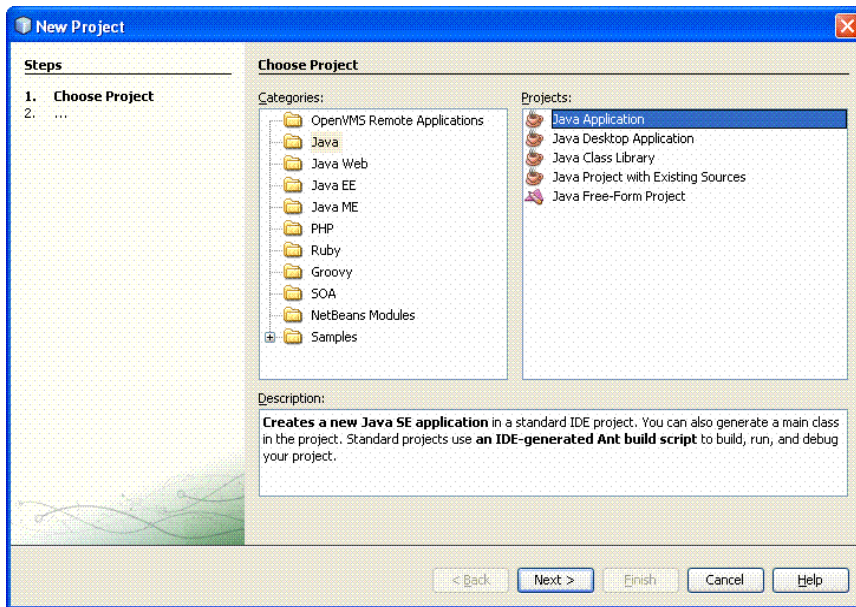 New Project
Steps
1. Choose Project
2. ...
Choose Project
Categories:
OpenVMS Remote Applications
Java
Java Web
Java EE
Java ME
PHP
Ruby
Groovy
SOA
NetBeans Modules
Samples
Projects:
Java Application
Java Desktop Application
Java Class Library
Java Project with Existing Sources
Java Free-Form Project
Description:
Creates a new Java SE application in a standard IDE project. You can also generate a main class
in the project. Standard projects use an IDE-generated Ant build script to build, run, and debug
your project.
< Back
Next >
Finish
Cancel
Help